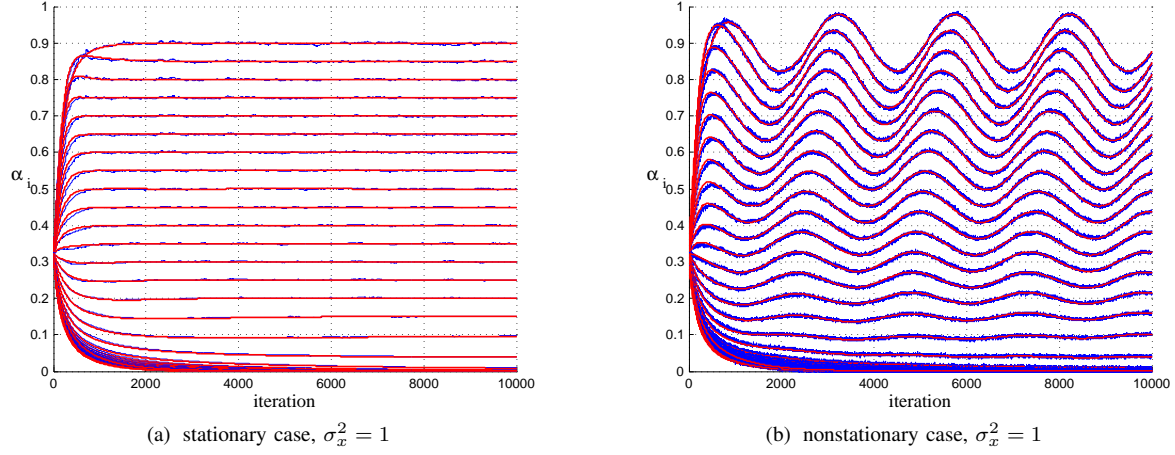 1
0.9
0.8
0.7
0.6
α i
0.5
0.4
0.3
0.2
0.1
0
0 2000 4000 6000 8000 10000
iteration
(a) stationary case, σ_x^2 = 1
1
0.9
0.8
0.7
0.6
α i
0.5
0.4
0.3
0.2
0.1
0
0 2000 4000 6000 8000 10000
iteration
(b) nonstationary case, σ_x^2 = 1